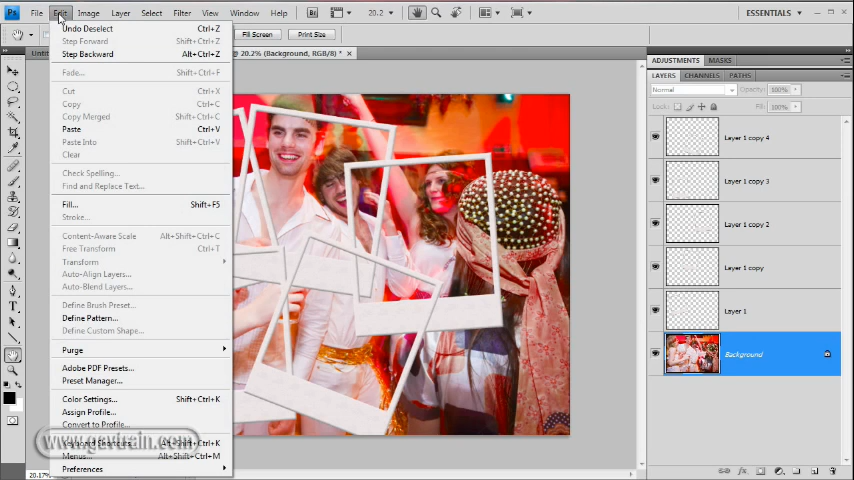 Ps File Edit Image Layer Select Filter View Window Help Br 20.2 ESSENTIALS
Fill Screen Print Size
20.2% (Background, RGB/8) *
Undo Deselect Ctrl+Z
Step Forward Shift+Ctrl+Z
Step Backward Alt+Ctrl+Z
Fade... Shift+Ctrl+F
Cut Ctrl+X
Copy Ctrl+C
Copy Merged Shift+Ctrl+C
Paste Ctrl+V
Paste Into Shift+Ctrl+V
Clear
Check Spelling...
Find and Replace Text...
Fill... Shift+F5
Stroke...
Content-Aware Scale Alt+Shift+Ctrl+C
Free Transform Ctrl+T
Transform
Auto-Align Layers...
Auto-Blend Layers...
Define Brush Preset...
Define Pattern...
Define Custom Shape...
Purge
Adobe PDF Presets...
Preset Manager...
Color Settings... Shift+Ctrl+K
Assign Profile...
Convert to Profile...
Keyboard Shortcuts... Alt+Shift+Ctrl+K
Menus... Alt+Shift+Ctrl+M
Preferences
20.17%
ADJUSTMENTS MASKS
LAYERS CHANNELS PATHS
Normal Opacity: 100%
Lock: Fill: 100%
Layer 1 copy 4
Layer 1 copy 3
Layer 1 copy 2
Layer 1 copy
Layer 1
Background